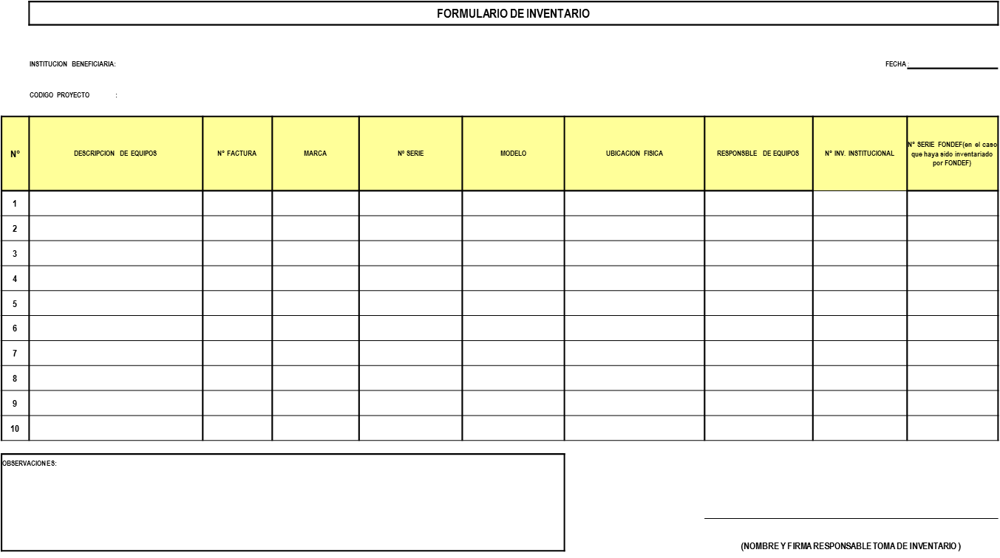 FORMULARIO DE INVENTARIO
INSTITUCION BENEFICIARIA:
FECHA :
CODIGO PROYECTO :
N°
DESCRIPCION DE EQUIPOS
N° FACTURA
MARCA
Nº SERIE
MODELO
UBICACION FISICA
RESPONSBLE DE EQUIPOS
N° INV. INSTITUCIONAL
N° SERIE FONDEF(en el caso
que haya sido inventariado
por FONDEF)
1
2
3
4
5
6
7
8
9
10
OBSERVACIONES:
(NOMBRE Y FIRMA RESPONSABLE TOMA DE INVENTARIO )